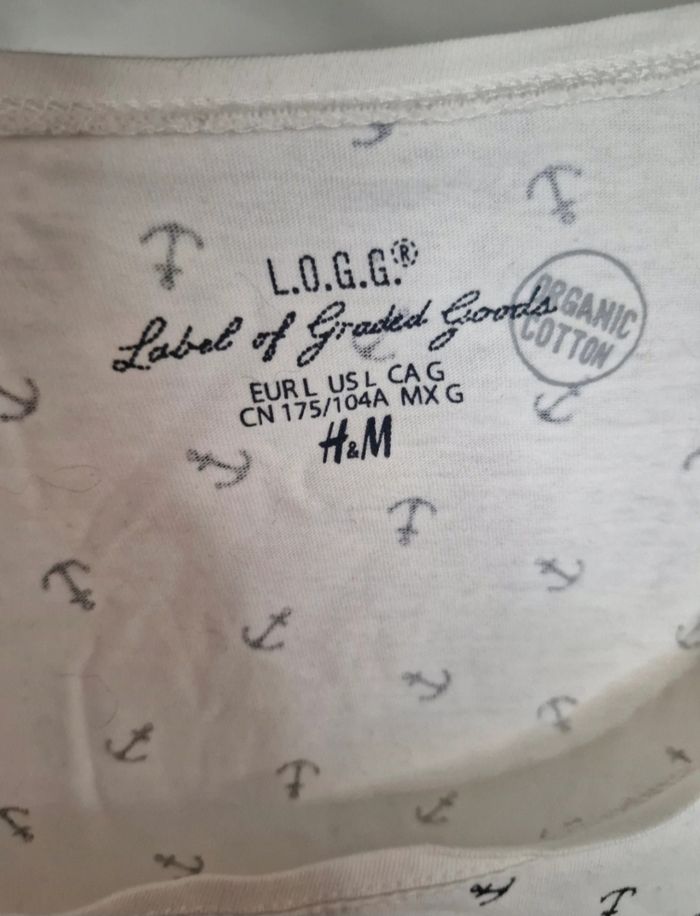 L.O.G.G.®
Label of Graded Goods
ORGANIC
COTTON
EUR L US L CA G
CN 175/104A MX G
H&M